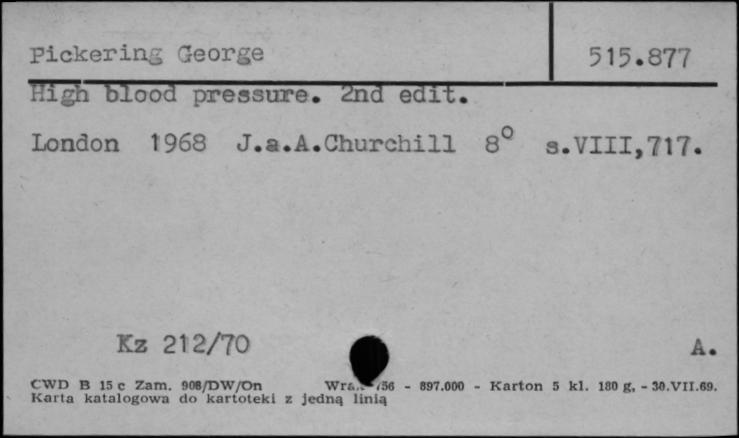 Pickering George
515.877
High blood pressure. 2nd edit.
London 1968 J.a.A.Churchill 8° s.VIII,717.
Kz 212/70
A.
CWD B 15 c Zam. 908/DW/On - 897.000 - Karton 5 kl. 180 g, - 30.VII.69.
Karta katalogowa do kartoteki z jedną linią